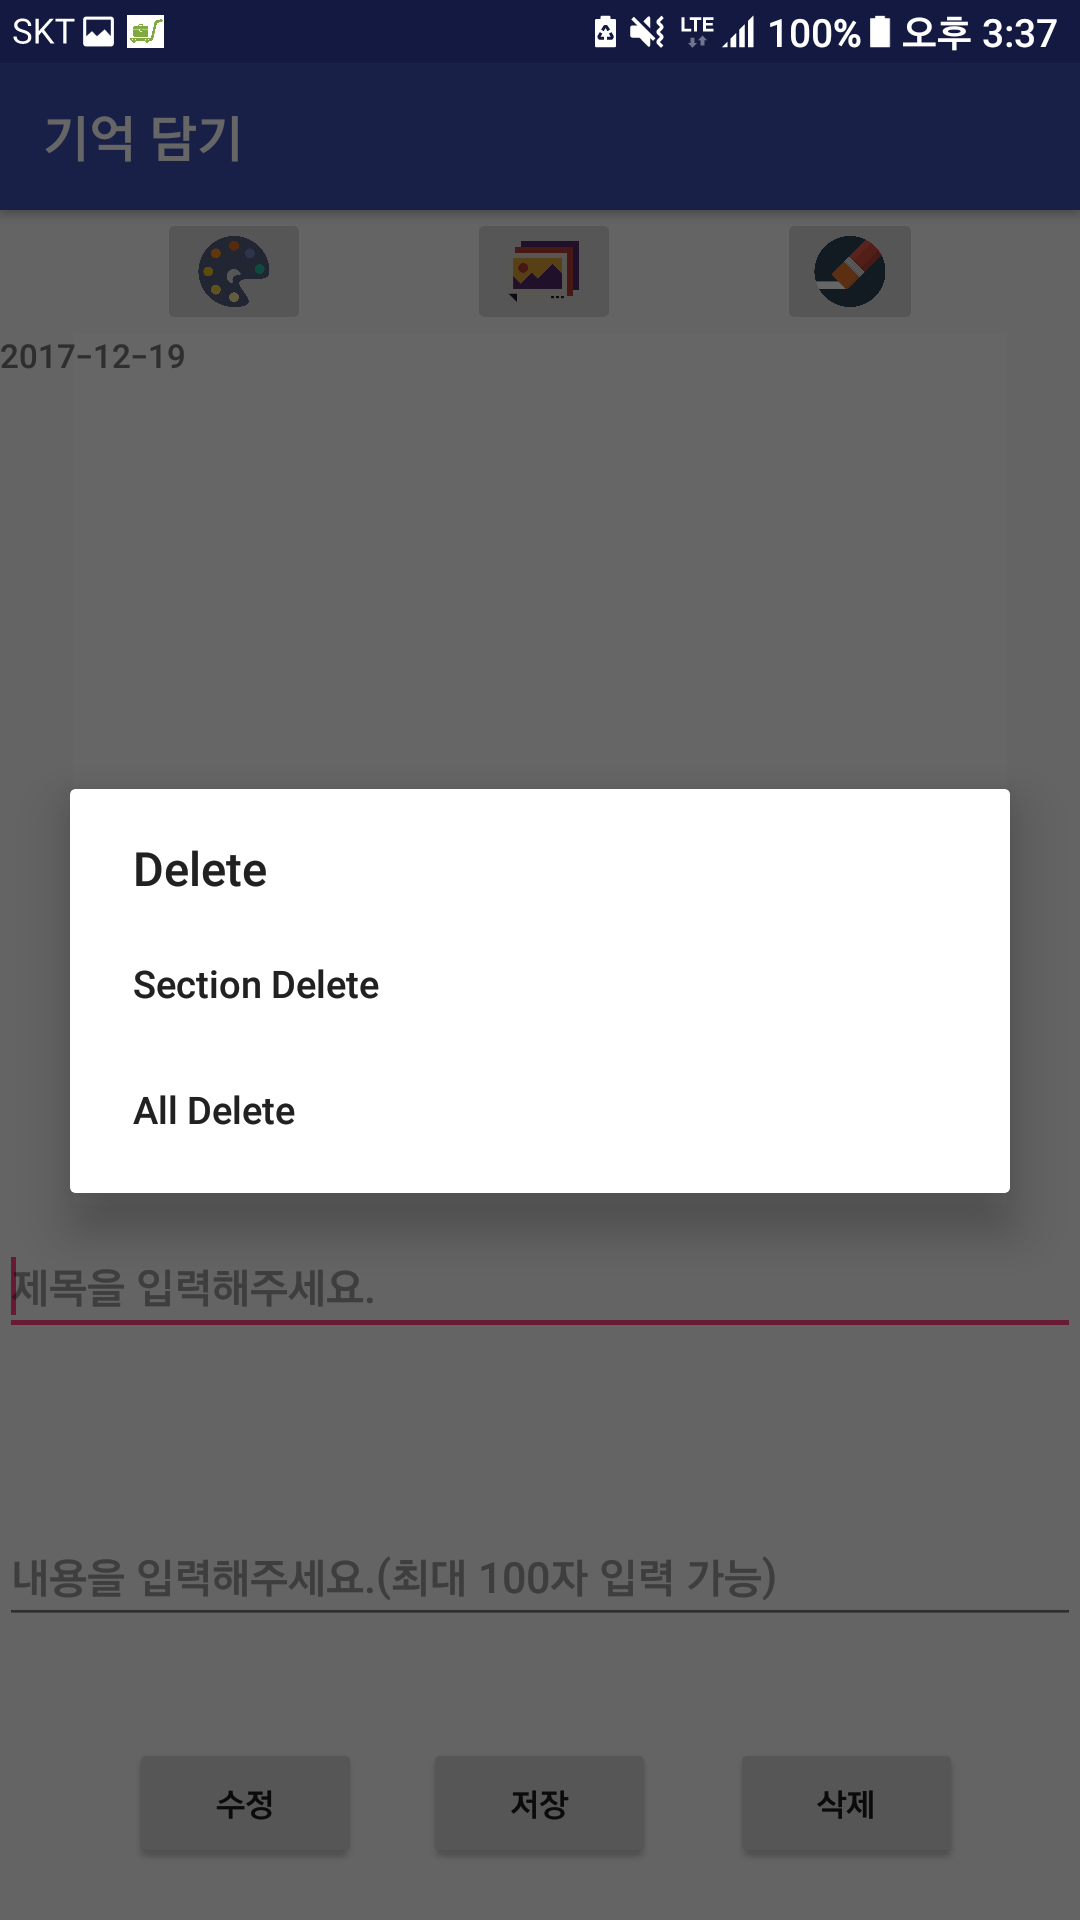 SKT LTE 100% 오후 3:37
기억 담기
2017-12-19
Delete
Section Delete
All Delete
제목을 입력해주세요.
내용을 입력해주세요.(최대 100자 입력 가능)
수정 저장 삭제